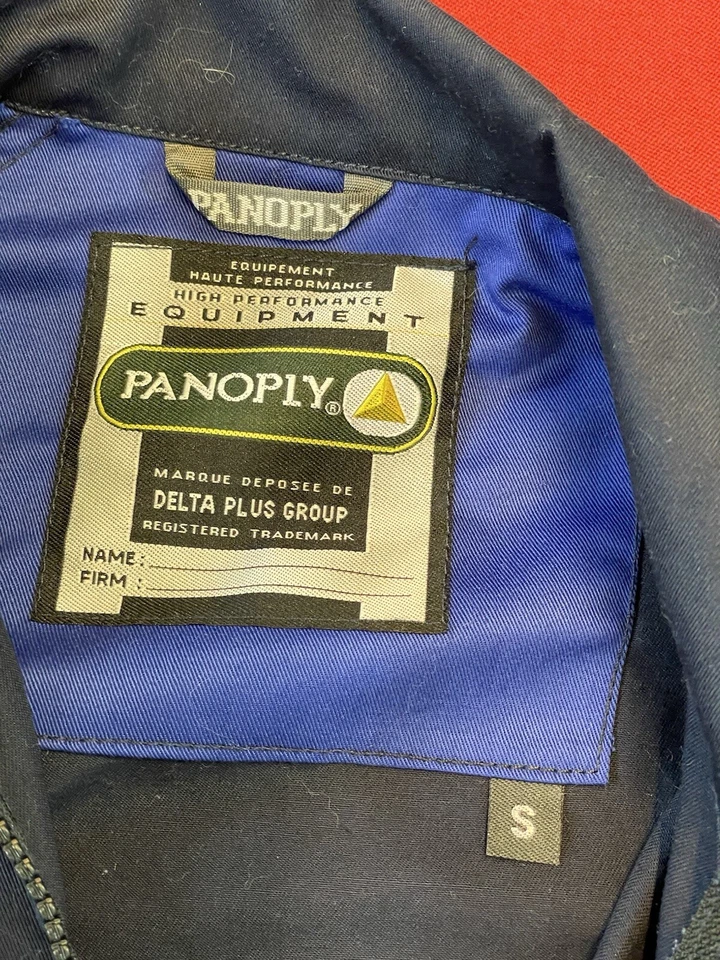 PANOPLY
EQUIPEMENT
HAUTE PERFORMANCE
HIGH PERFORMANCE
EQUIPMENT
PANOPLY®
MARQUE DEPOSEE DE
DELTA PLUS GROUP
REGISTERED TRADEMARK
NAME:
FIRM :
S